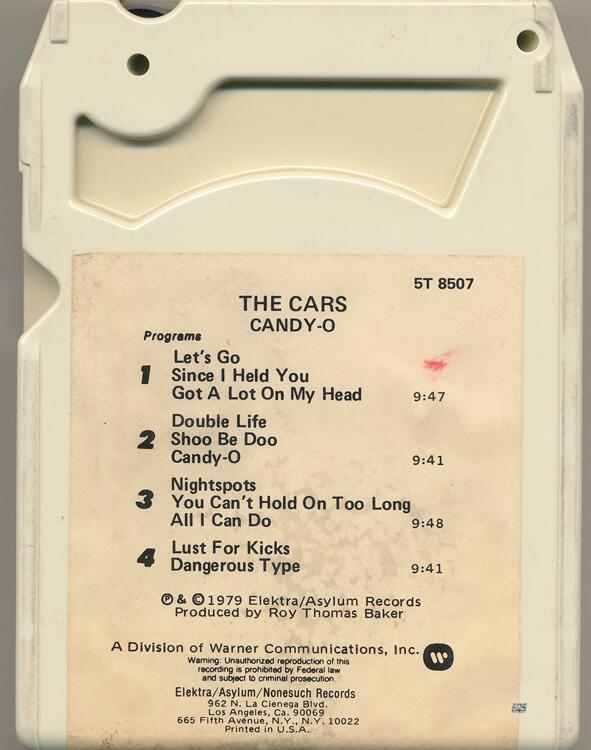 5T 8507
THE CARS
CANDY-O
Programs
1 Let's Go
Since I Held You
Got A Lot On My Head 9:47
2 Double Life
Shoo Be Doo
Candy-O 9:41
3 Nightspots
You Can't Hold On Too Long
All I Can Do 9:48
4 Lust For Kicks
Dangerous Type 9:41
℗ & © 1979 Elektra/Asylum Records
Produced by Roy Thomas Baker
A Division of Warner Communications, Inc.
Warning: Unauthorized reproduction of this
recording is prohibited by Federal law
and subject to criminal prosecution.
Elektra/Asylum/Nonesuch Records
962 N. La Cienega Blvd.
Los Angeles, Ca. 90069
665 Fifth Avenue, N.Y., N.Y. 10022
Printed in U.S.A.